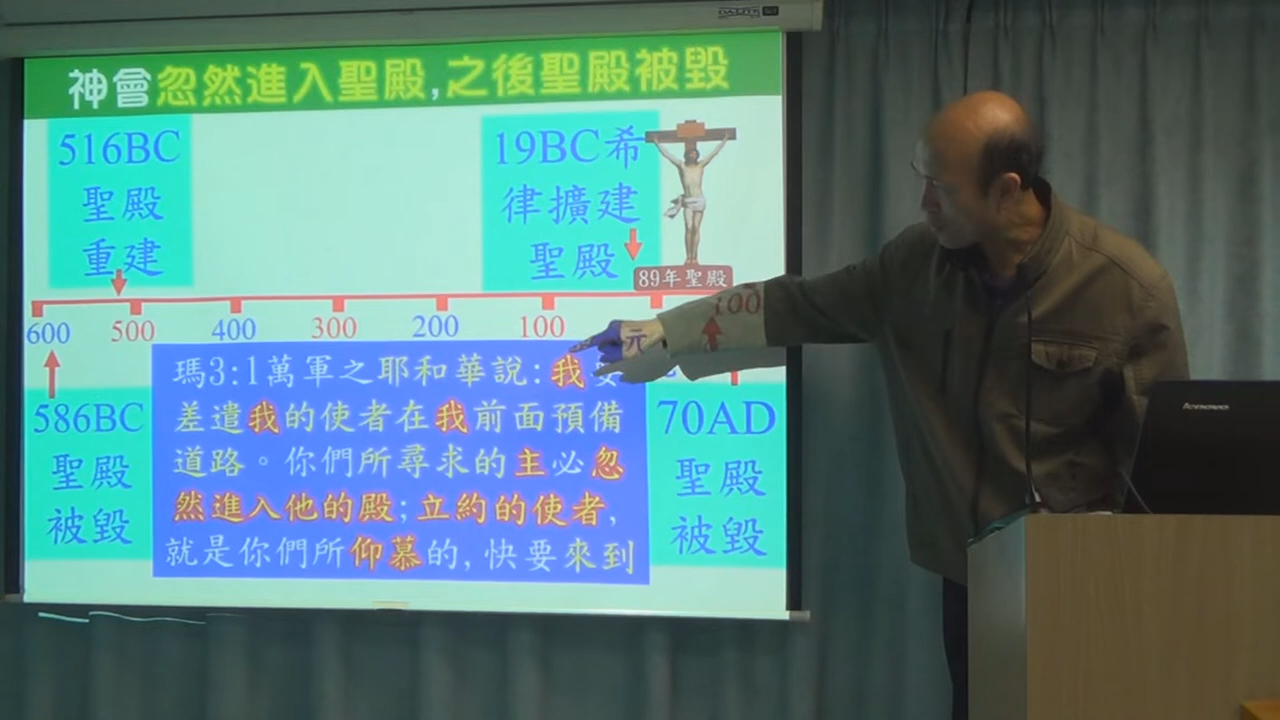 神會忽然進入聖殿,之後聖殿被毀
516BC
聖殿
重建
19BC希
律擴建
聖殿
89年聖殿
600
500
400
300
200
100
元
100
586BC
聖殿
被毀
瑪3:1萬軍之耶和華說:我
差遣我的使者在我前面預備
道路。你們所尋求的主必忽
然進入他的殿;立約的使者,
就是你們所仰慕的,快要來到
70AD
聖殿
被毀
Lenovo